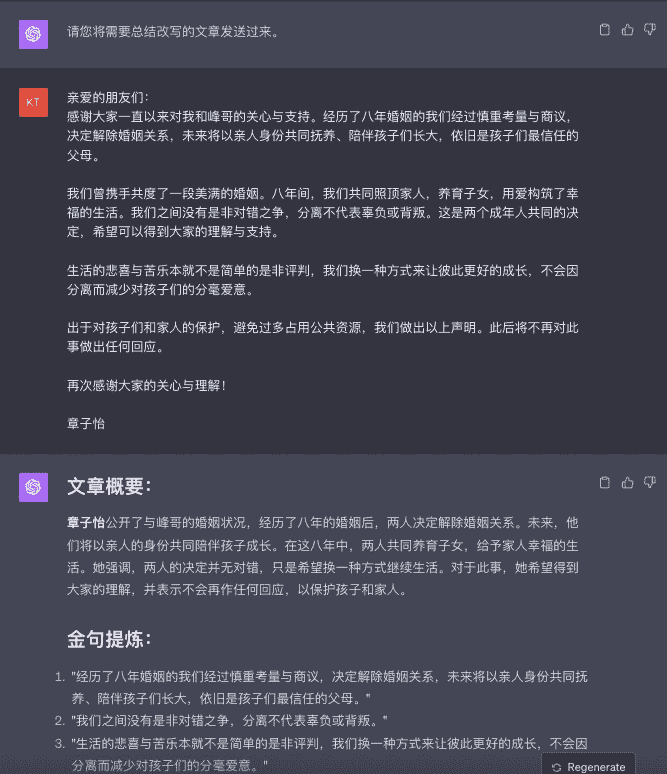 请您将需要总结改写的文章发送过来。
KT
亲爱的朋友们：
感谢大家一直以来对我和峰哥的关心与支持。经历了八年婚姻的我们经过慎重考量与商议，
决定解除婚姻关系，未来将以亲人身份共同抚养、陪伴孩子们长大，依旧是孩子们最信任的
父母。
我们曾携手共度了一段美满的婚姻。八年间，我们共同照顶家人，养育子女，用爱构筑了幸
福的生活。我们之间没有是非对错之争，分离不代表辜负或背叛。这是两个成年人共同的决
定，希望可以得到大家的理解与支持。
生活的悲喜与苦乐本就不是简单的是非评判，我们换一种方式来让彼此更好的成长，不会因
分离而减少对孩子们的分毫爱意。
出于对孩子们和家人的保护，避免过多占用公共资源，我们做出以上声明。此后将不再对此
事做出任何回应。
再次感谢大家的关心与理解！
章子怡
文章概要：
章子怡公开了与峰哥的婚姻状况，经历了八年的婚姻后，两人决定解除婚姻关系。未来，他
们将以亲人的身份共同陪伴孩子成长。在这八年中，两人共同养育子女，给予家人幸福的生
活。她强调，两人的决定并无对错，只是希望换一种方式继续生活。对于此事，她希望得到
大家的理解，并表示不会再作任何回应，以保护孩子和家人。
金句提炼：
1. "经历了八年婚姻的我们经过慎重考量与商议，决定解除婚姻关系，未来将以亲人身份共同抚
养、陪伴孩子们长大，依旧是孩子们最信任的父母。"
2. "我们之间没有是非对错之争，分离不代表辜负或背叛。"
3. "生活的悲喜与苦乐本就不是简单的是非评判，我们换一种方式来让彼此更好的成长，不会因
分离而减少对孩子们的分毫爱意。"
Regenerate